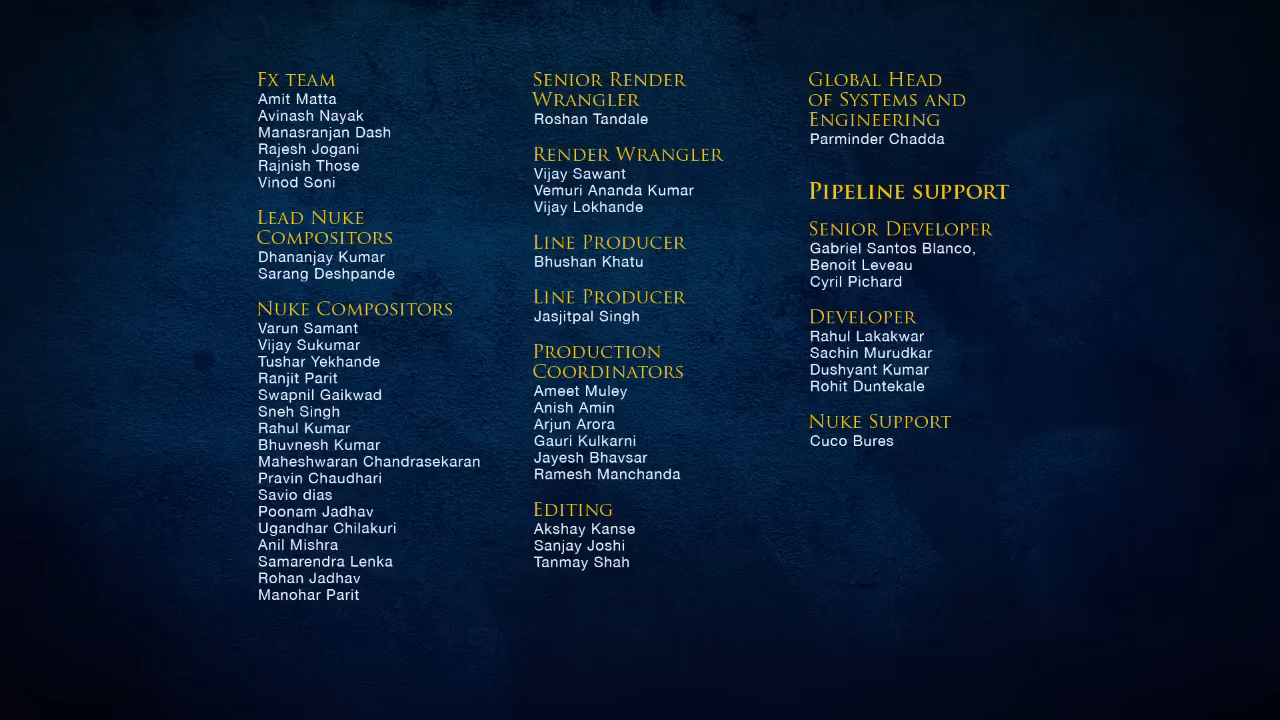 FX TEAM
Amit Matta
Avinash Nayak
Manasranjan Dash
Rajesh Jogani
Rajnish Those
Vinod Soni
LEAD NUKE
COMPOSITORS
Dhananjay Kumar
Sarang Deshpande
NUKE COMPOSITORS
Varun Samant
Vijay Sukumar
Tushar Yekhande
Ranjit Parit
Swapnil Gaikwad
Sneh Singh
Rahul Kumar
Bhuvnesh Kumar
Maheshwaran Chandrasekaran
Pravin Chaudhari
Savio dias
Poonam Jadhav
Ugandhar Chilakuri
Anil Mishra
Samarendra Lenka
Rohan Jadhav
Manohar Parit
SENIOR RENDER
WRANGLER
Roshan Tandale
RENDER WRANGLER
Vijay Sawant
Vemuri Ananda Kumar
Vijay Lokhande
LINE PRODUCER
Bhushan Khatu
LINE PRODUCER
Jasjitpal Singh
PRODUCTION
COORDINATORS
Ameet Muley
Anish Amin
Arjun Arora
Gauri Kulkarni
Jayesh Bhavsar
Ramesh Manchanda
EDITING
Akshay Kanse
Sanjay Joshi
Tanmay Shah
GLOBAL HEAD
OF SYSTEMS AND
ENGINEERING
Parminder Chadda
PIPELINE SUPPORT
SENIOR DEVELOPER
Gabriel Santos Blanco,
Benoit Leveau
Cyril Pichard
DEVELOPER
Rahul Lakakwar
Sachin Murudkar
Dushyant Kumar
Rohit Duntekale
NUKE SUPPORT
Cuco Bures